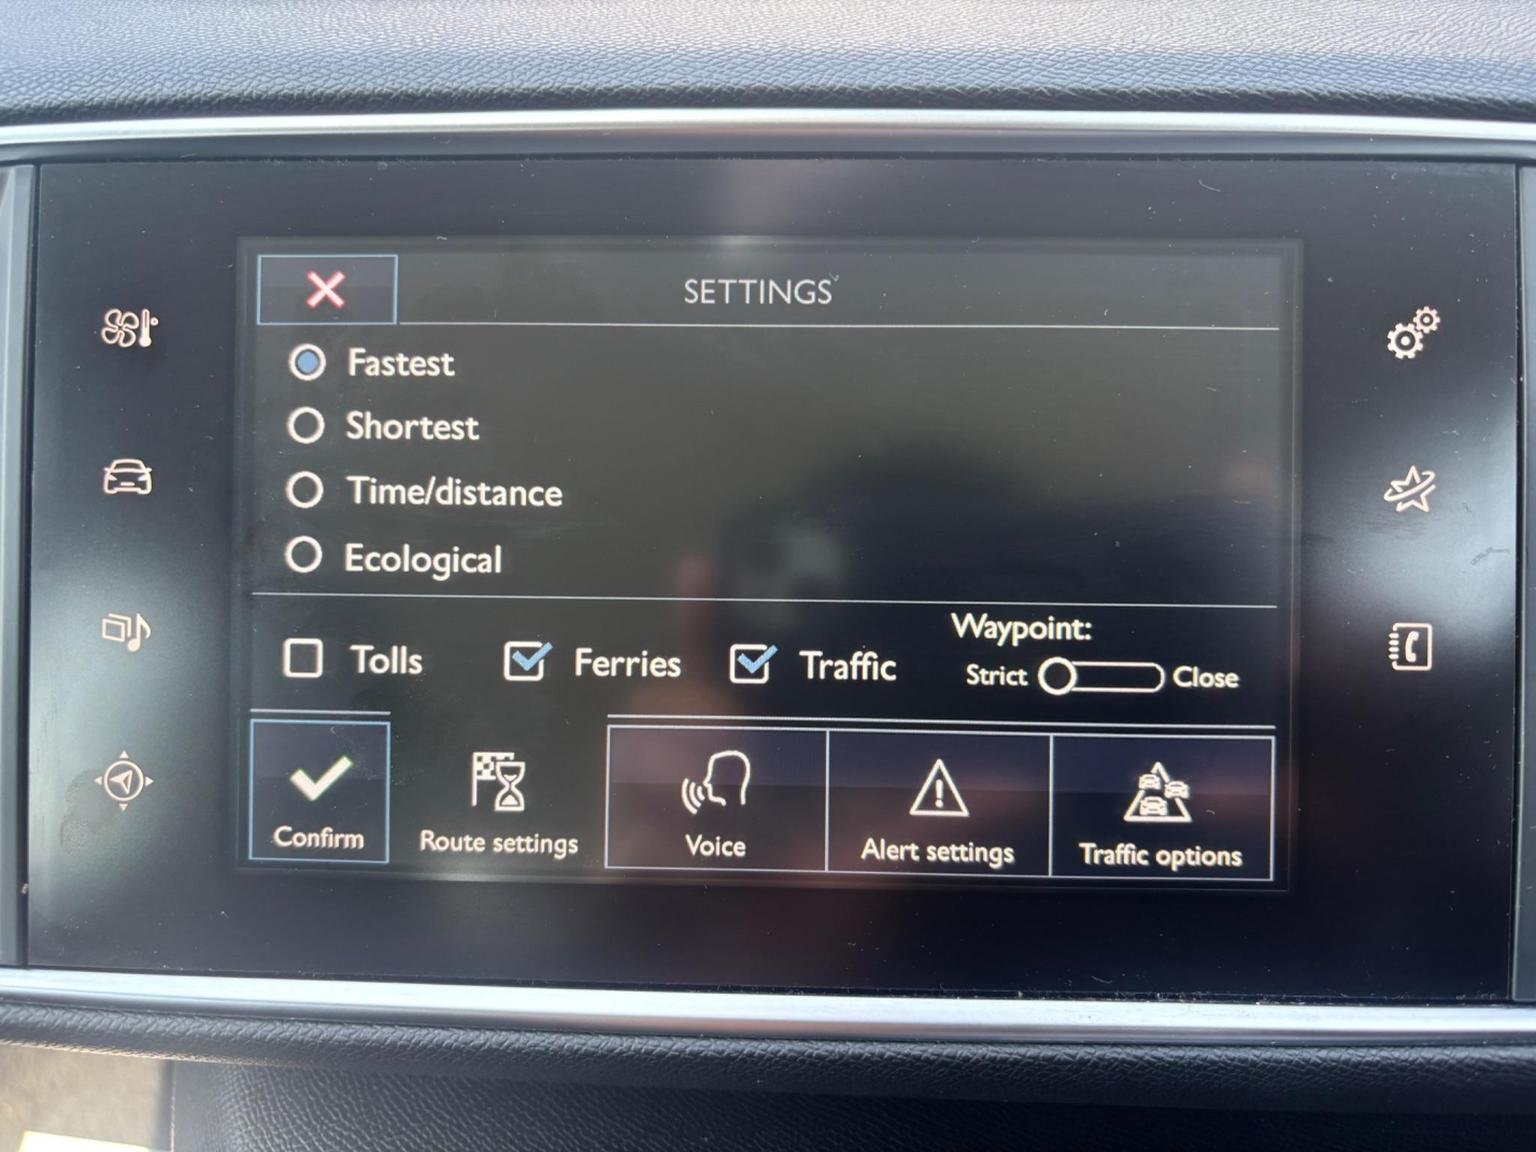 SETTINGS
Fastest
Shortest
Time/distance
Ecological
Tolls
Ferries
Traffic
Waypoint:
Strict
Close
Confirm
Route settings
Voice
Alert settings
Traffic options